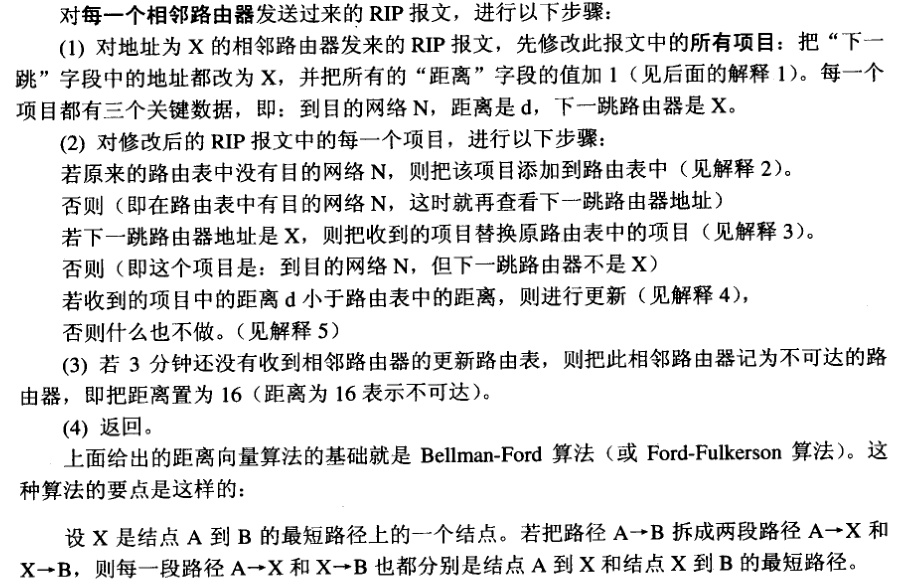 对每一个相邻路由器发送过来的 RIP 报文，进行以下步骤：
(1) 对地址为 X 的相邻路由器发来的 RIP 报文，先修改此报文中的所有项目：把“下一
跳”字段中的地址都改为 X，并把所有的“距离”字段的值加 1（见后面的解释 1）。每一个
项目都有三个关键数据，即：到目的网络 N，距离是 d，下一跳路由器是 X。
(2) 对修改后的 RIP 报文中的每一个项目，进行以下步骤：
若原来的路由表中没有目的网络 N，则把该项目添加到路由表中（见解释 2）。
否则（即在路由表中有目的网络 N，这时就再查看下一跳路由器地址）
若下一跳路由器地址是 X，则把收到的项目替换原路由表中的项目（见解释 3）。
否则（即这个项目是：到目的网络 N，但下一跳路由器不是 X）
若收到的项目中的距离 d 小于路由表中的距离，则进行更新（见解释 4），
否则什么也不做。（见解释 5）
(3) 若 3 分钟还没有收到相邻路由器的更新路由表，则把此相邻路由器记为不可达的路
由器，即把距离置为 16（距离为 16 表示不可达）。
(4) 返回。
上面给出的距离向量算法的基础就是 Bellman-Ford 算法（或 Ford-Fulkerson 算法）。这
种算法的要点是这样的：
设 X 是结点 A 到 B 的最短路径上的一个结点。若把路径 A→B 拆成两段路径 A→X 和
X→B，则每一段路径 A→X 和 X→B 也都分别是结点 A 到 X 和结点 X 到 B 的最短路径。